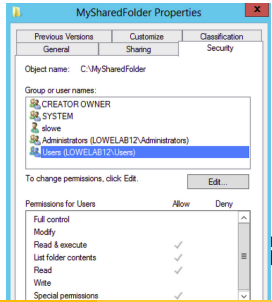 MySharedFolder Properties
X
Previous Versions Customize Classification
General Sharing Security
Object name: C:\MySharedFolder
Group or user names:
CREATOR OWNER
SYSTEM
slowe
Administrators (LOWELAB12\Administrators)
Users (LOWELAB12\Users)
To change permissions, click Edit.
Edit...
Permissions for Users Allow Deny
Full control
Modify
Read & execute
List folder contents
Read
Write
Special permissions